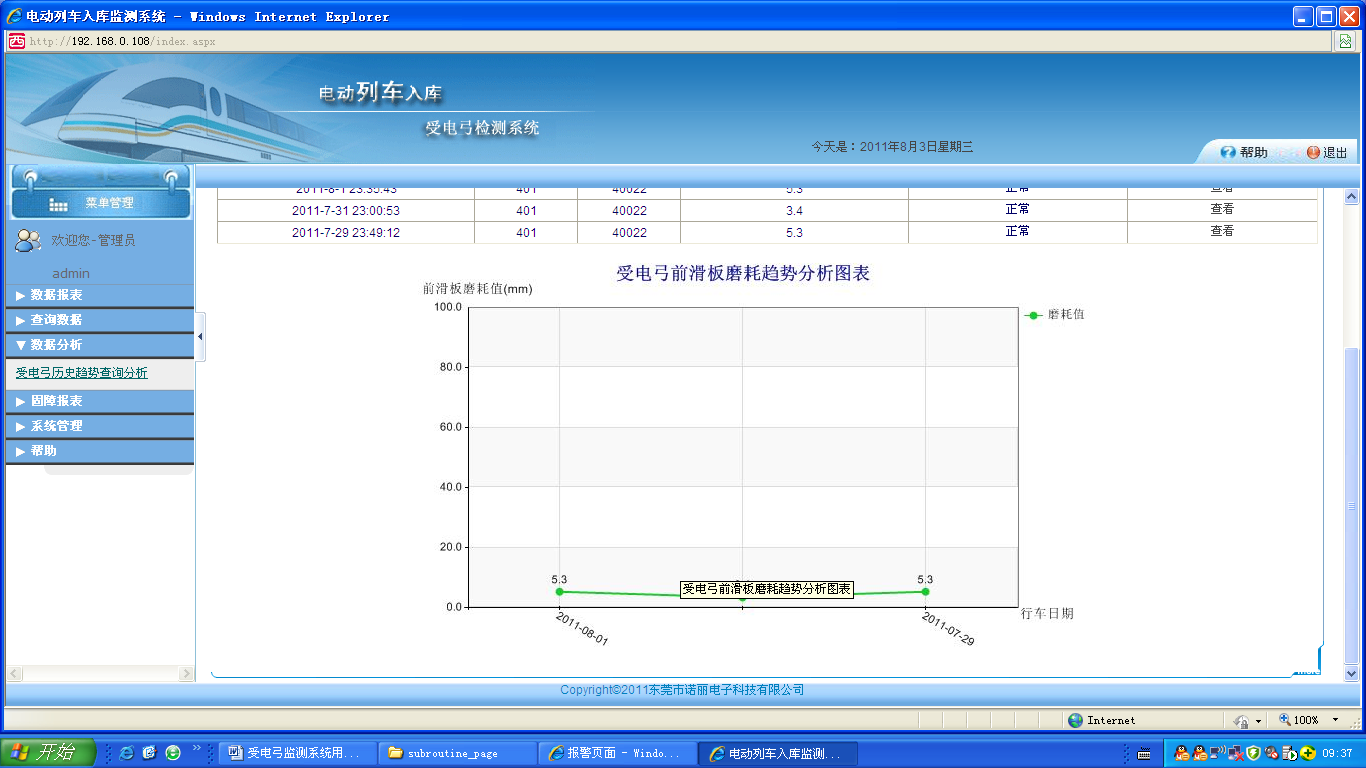 电动列车入库监测系统 - Windows Internet Explorer
http://192.168.0.108/index.aspx
电动列车入库
受电弓检测系统
今天是：2011年8月3日星期三
帮助 退出
菜单管理
欢迎您-管理员
admin
数据报表
查询数据
数据分析
受电弓历史趋势查询分析
固障报表
系统管理
帮助
2011-8-1 23:35:43 401 40022 5.3 正常 查看
2011-7-31 23:00:53 401 40022 3.4 正常 查看
2011-7-29 23:49:12 401 40022 5.3 正常 查看
受电弓前滑板磨耗趋势分析图表
前滑板磨耗值(mm)
100.0
80.0
60.0
40.0
20.0
0.0
磨耗值
5.3
受电弓前滑板磨耗趋势分析图表
5.3
2011-08-01
2011-07-29
行车日期
Copyright©2011东莞市诺丽电子科技有限公司
Internet 100%
开始 受电弓监测系统用... subroutine_page 报警页面 - Windo... 电动列车入库监测... 09:37